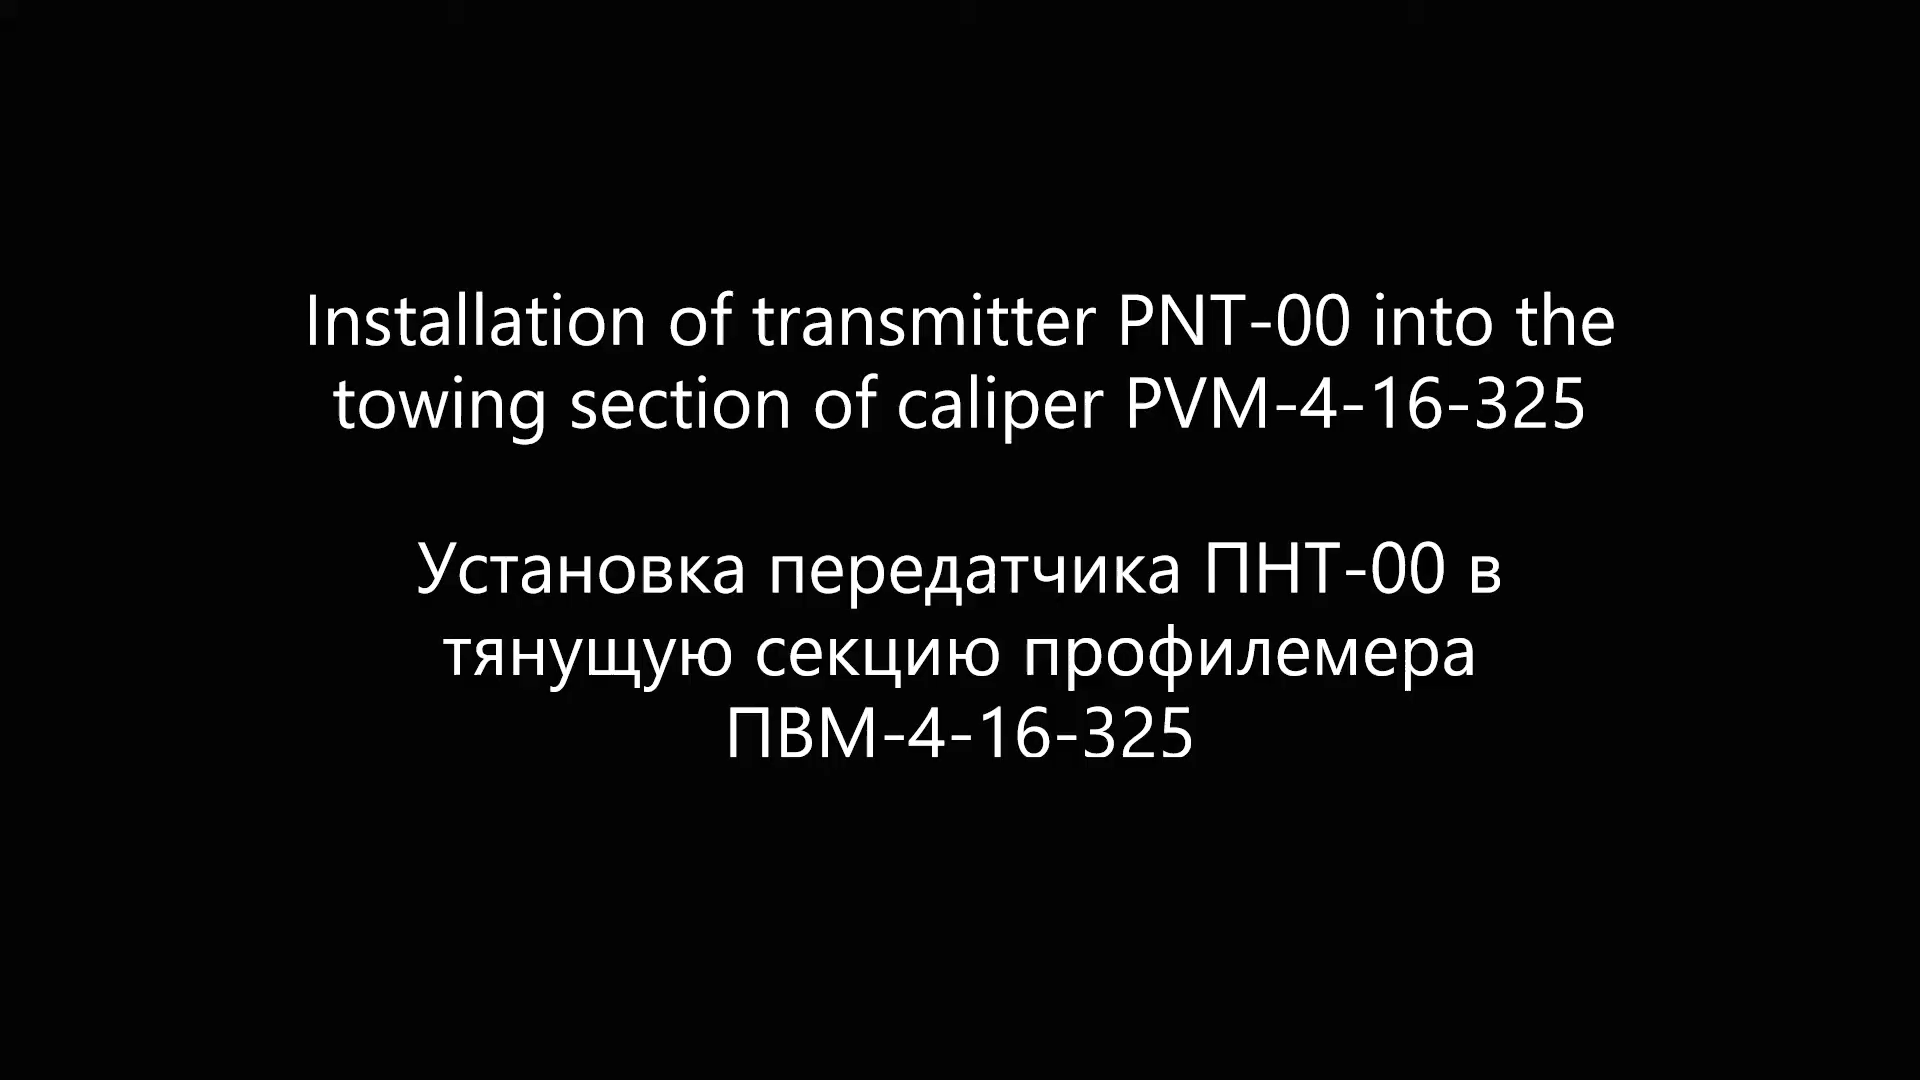 Installation of transmitter PNT-00 into the
towing section of caliper PVM-4-16-325
Установка передатчика ПНТ-00 в
тянущую секцию профилемера
ПВМ-4-16-325